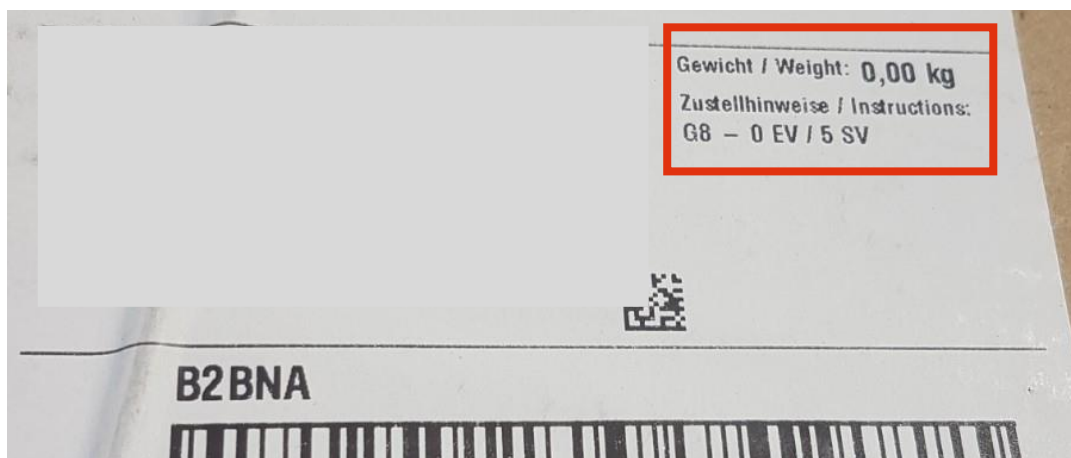 Gewicht / Weight: 0,00 kg
Zustellhinweise / Instructions:
G8 – 0 EV / 5 SV
B2BNA